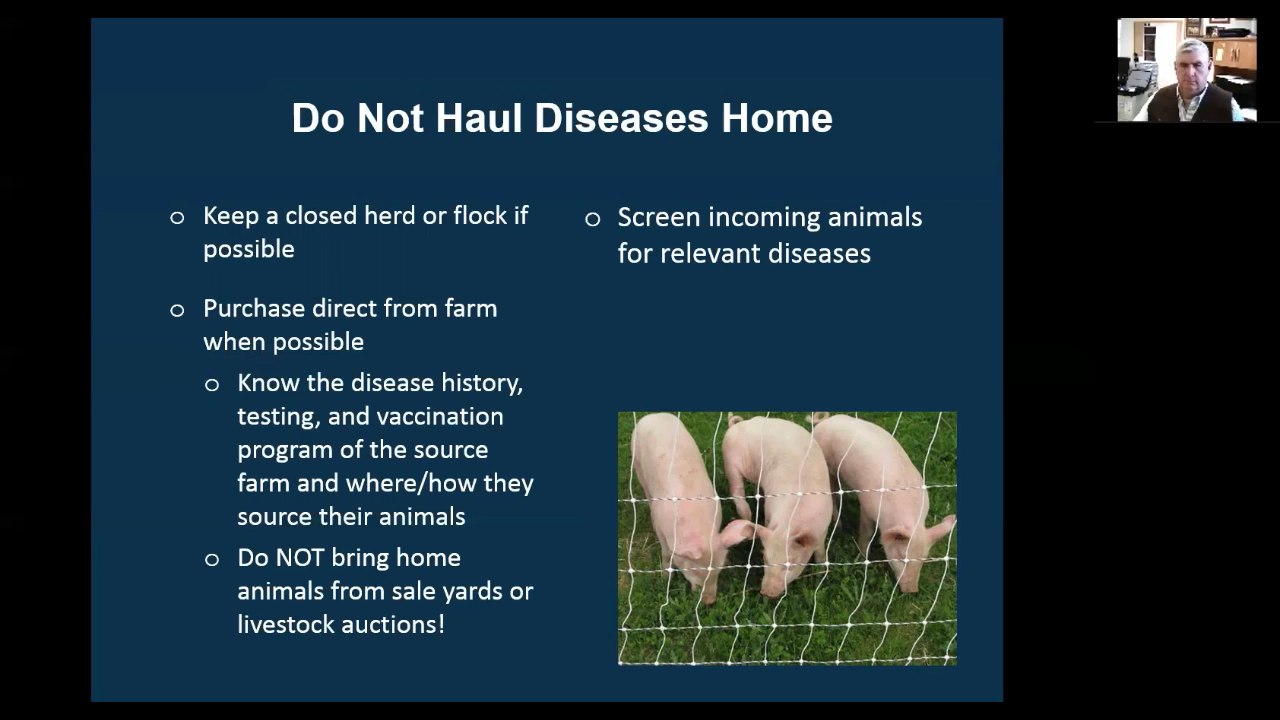 Do Not Haul Diseases Home
o Keep a closed herd or flock if
possible
o Purchase direct from farm
when possible
o Know the disease history,
testing, and vaccination
program of the source
farm and where/how they
source their animals
o Do NOT bring home
animals from sale yards or
livestock auctions!
o Screen incoming animals
for relevant diseases